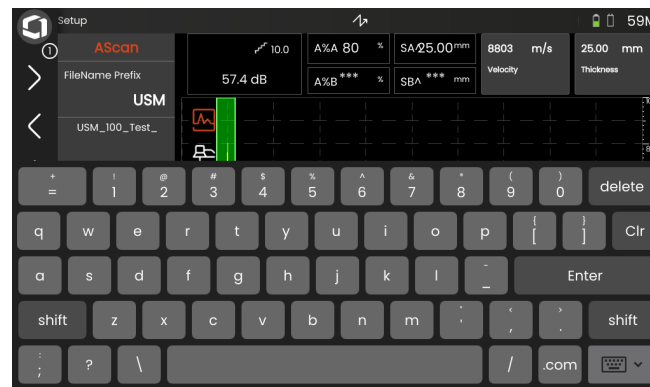 Setup
59M
1
AScan
10.0
A%A 80 %
SA^25.00 mm
8803 m/s
25.00 mm
FileName Prefix
57.4 dB
A%B *** %
SB^ *** mm
Velocity
Thickness
USM
USM_100_Test_
+ ! @ # $ % ^ & * ( )
= 1 2 3 4 5 6 7 8 9 0 delete
{ }
q w e r t y u i o p [ ] Clr
a s d f g h j k l - _ Enter
< >
shift z x c v b n m , . shift
:
; ? \ / .com